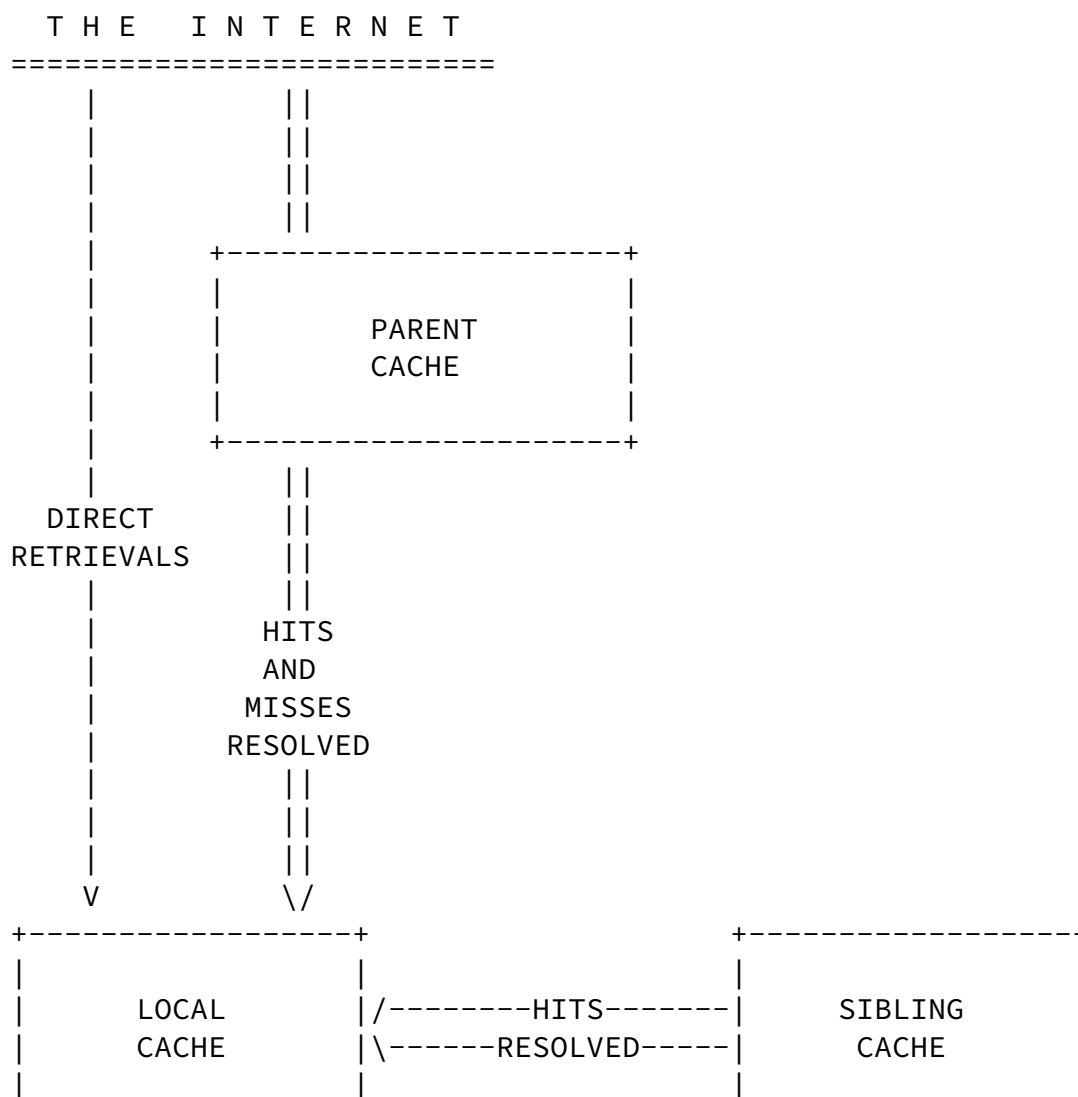 T H E   I N T E R N E T
===========================
DIRECT
RETRIEVALS
HITS
AND
MISSES
RESOLVED
PARENT
CACHE
V
\/
LOCAL
CACHE
/--------HITS-------|
\------RESOLVED-----|
SIBLING
CACHE